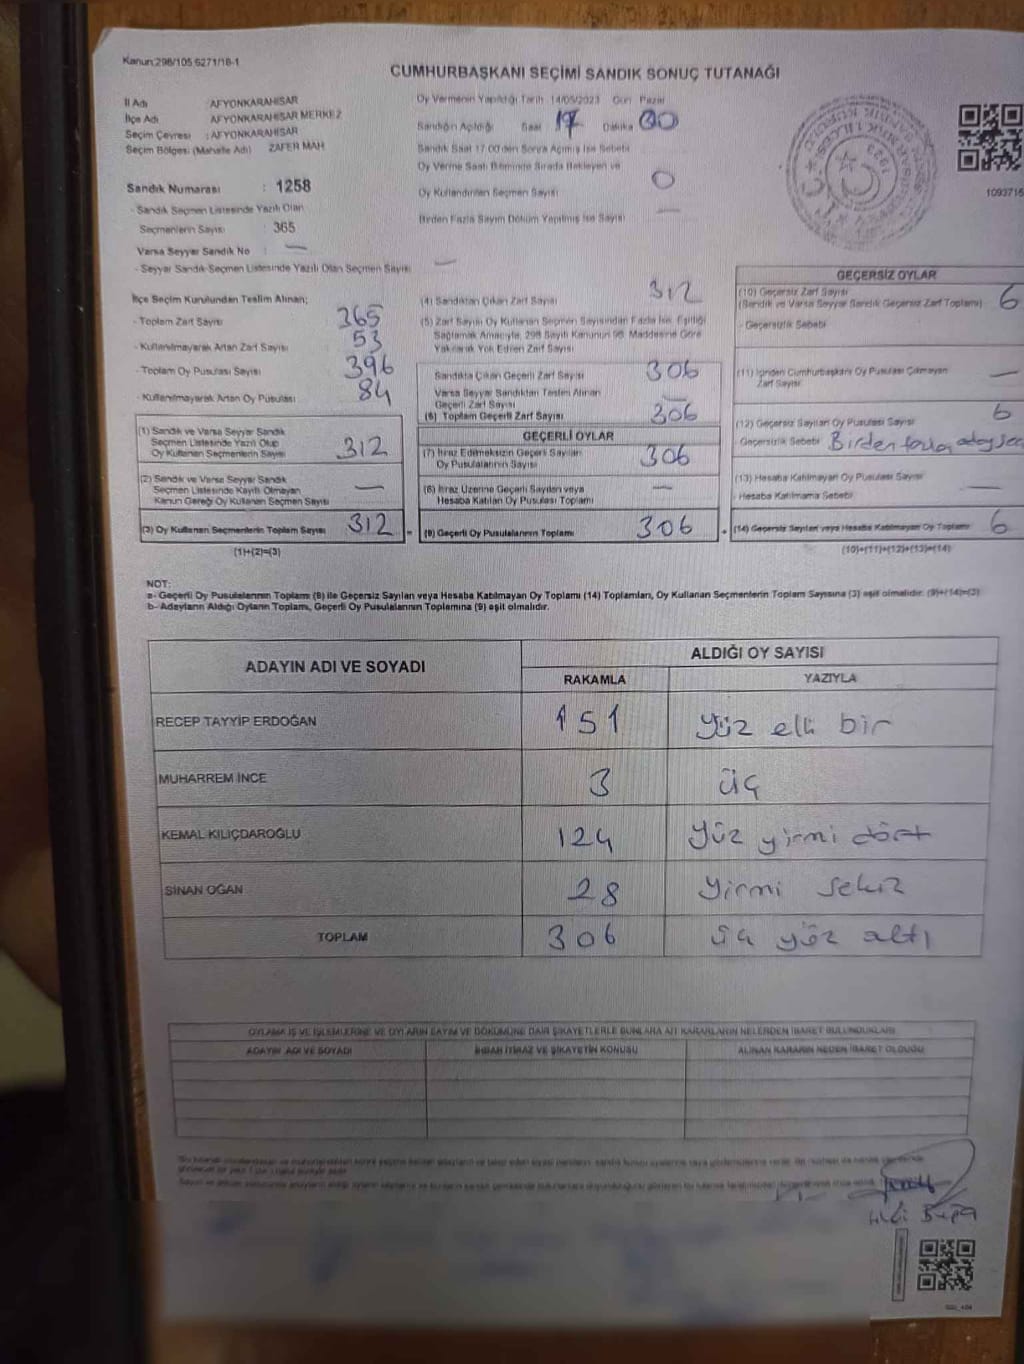 Kanun:298/105,6271/18-1
CUMHURBAŞKANI SEÇİMİ SANDIK SONUÇ TUTANAĞI
İl Adı : AFYONKARAHİSAR
İlçe Adı AFYONKARAHİSAR MERKEZ
Seçim Çevresi : AFYONKARAHİSAR
Seçim Bölgesi (Mahalle Adı) ZAFER MAH
Sandık Numarası : 1258
- Sandık Seçmen Listesinde Yazılı Olan
Seçmenlerin Sayısı : 365
Varsa Seyyar Sandık No : —
- Seyyar Sandık Seçmen Listesinde Yazılı Olan Seçmen Sayısı —
Oy Vermenin Yapıldığı Tarih 14/05/2023 Gün Pazar
Sandığın Açıldığı Saat 17 Dakika 00
Sandık Saat 17.00'den Sonra Açılmış İse Sebebi
Oy Verme Saati Bitiminde Sırada Bekleyen ve
Oy Kullandırılan Seçmen Sayısı 0
Birden Fazla Sayım Döküm Yapılmış İse Sayısı —
1093716
İlçe Seçim Kurulundan Teslim Alınan;
- Toplam Zarf Sayısı 365
- Kullanılmayarak Artan Zarf Sayısı 53
- Toplam Oy Pusulası Sayısı 396
- Kullanılmayarak Artan Oy Pusulası 84
(1) Sandık ve Varsa Seyyar Sandık
Seçmen Listesinde Yazılı Olup
Oy Kullanan Seçmenlerin Sayısı 312
(2) Sandık ve Varsa Seyyar Sandık
Seçmen Listesinde Kayıtlı Olmayan
Kanun Gereği Oy Kullanan Seçmen Sayısı —
(3) Oy Kullanan Seçmenlerin Toplam Sayısı 312
(1)+(2)=(3)
(4) Sandıktan Çıkan Zarf Sayısı 312
(5) Zarf Sayısı Oy Kullanan Seçmen Sayısından Fazla İse, Eşitliği
Sağlamak Amacıyla, 298 Sayılı Kanunun 98. Maddesine Göre
Yakılarak Yok Edilen Zarf Sayısı
Sandıkta Çıkan Geçerli Zarf Sayısı 306
Varsa Seyyar Sandıktan Teslim Alınan
Geçerli Zarf Sayısı
(6) Toplam Geçerli Zarf Sayısı 306
GEÇERLİ OYLAR
(7) İtiraz Edilmeksizin Geçerli Sayılan
Oy Pusulalarının Sayısı 306
(8) İtiraz Üzerine Geçerli Sayılan veya
Hesaba Katılan Oy Pusulası Toplamı —
(9) Geçerli Oy Pusulalarının Toplamı 306
GEÇERSİZ OYLAR
(10) Geçersiz Zarf Sayısı
(Sandık ve Varsa Seyyar Sandık Geçersiz Zarf Toplamı) 6
- Geçersizlik Sebebi
(11) İçinden Cumhurbaşkanı Oy Pusulası Çıkmayan
Zarf Sayısı —
(12) Geçersiz Sayılan Oy Pusulası Sayısı 6
- Geçersizlik Sebebi Birden fazla aday seç
(13) Hesaba Katılmayan Oy Pusulası Sayısı —
- Hesaba Katılmama Sebebi
(14) Geçersiz Sayılan veya Hesaba Katılmayan Oy Toplamı 6
(10)+(11)+(12)+(13)=(14)
NOT:
a- Geçerli Oy Pusulalarının Toplamı (9) ile Geçersiz Sayılan veya Hesaba Katılmayan Oy Toplamı (14) Toplamları, Oy Kullanan Seçmenlerin Toplam Sayısına (3) eşit olmalıdır. (9)+(14)=(3)
b- Adayların Aldığı Oyların Toplamı, Geçerli Oy Pusulalarının Toplamına (9) eşit olmalıdır.
ADAYIN ADI VE SOYADI ALDIĞI OY SAYISI
RAKAMLA YAZIYLA
RECEP TAYYİP ERDOĞAN 151 Yüz elli bir
MUHARREM İNCE 3 üç
KEMAL KILIÇDAROĞLU 124 Yüz yirmi dört
SİNAN OĞAN 28 Yirmi sekiz
TOPLAM 306 üç yüz altı
OYLAMA İŞ VE İŞLEMLERİNE VE OYLARIN SAYIM VE DÖKÜMÜNE DAİR ŞİKAYETLERLE BUNLARA AİT KARARLARIN NELERDEN İBARET BULUNDUKLARI
ADAYIN ADI VE SOYADI İHBAR İTİRAZ VE ŞİKAYETİN KONUSU ALINAN KARARIN NEDEN İBARET OLDUĞU